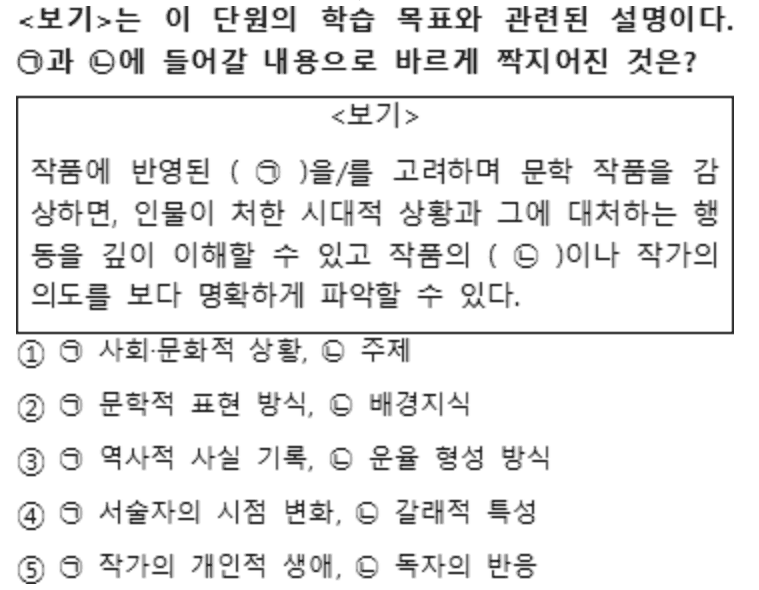 <보기>는 이 단원의 학습 목표와 관련된 설명이다.
㉠과 ㉡에 들어갈 내용으로 바르게 짝지어진 것은?
<보기>
작품에 반영된 ( ㉠ )을/를 고려하며 문학 작품을 감
상하면, 인물이 처한 시대적 상황과 그에 대처하는 행
동을 깊이 이해할 수 있고 작품의 ( ㉡ )이나 작가의
의도를 보다 명확하게 파악할 수 있다.
① ㉠ 사회·문화적 상황, ㉡ 주제
② ㉠ 문학적 표현 방식, ㉡ 배경지식
③ ㉠ 역사적 사실 기록, ㉡ 운율 형성 방식
④ ㉠ 서술자의 시점 변화, ㉡ 갈래적 특성
⑤ ㉠ 작가의 개인적 생애, ㉡ 독자의 반응